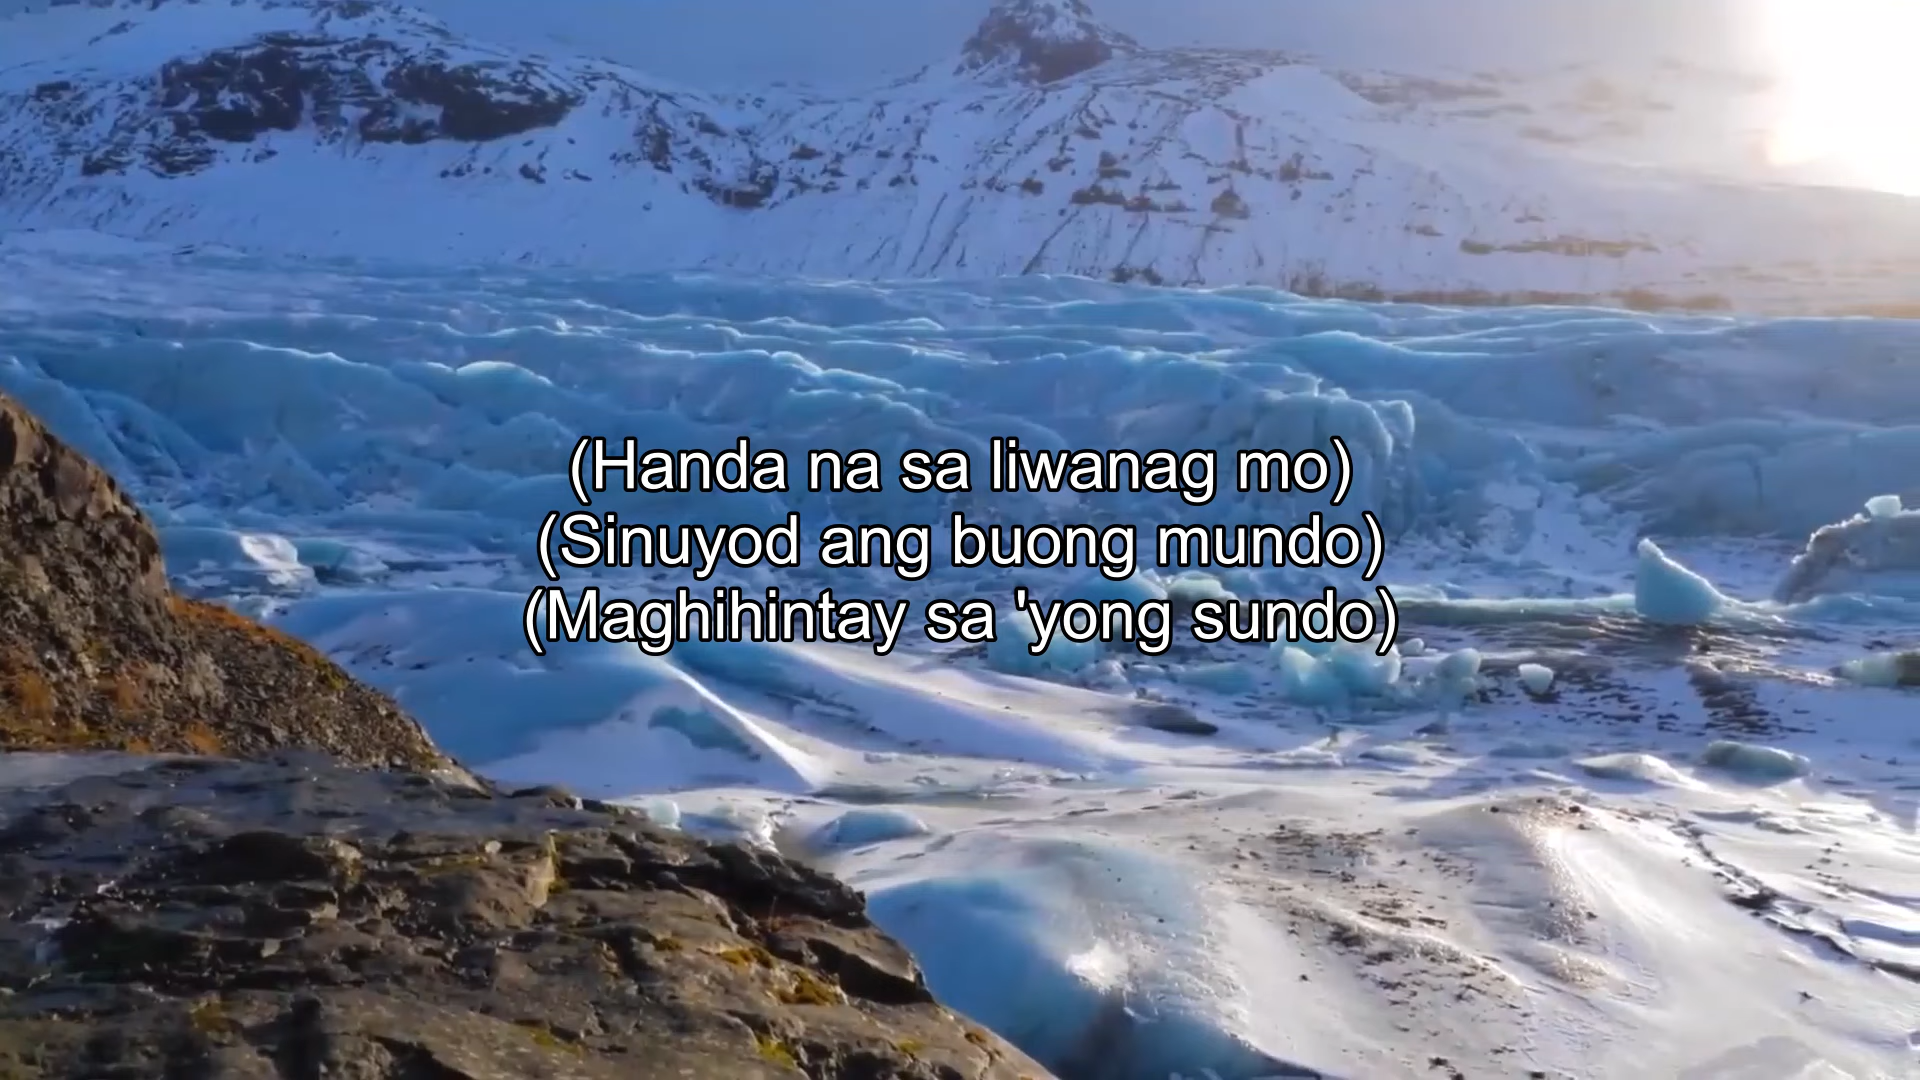 (Handa na sa liwanag mo)
(Sinuyod ang buong mundo)
(Maghihintay sa 'yong sundo)